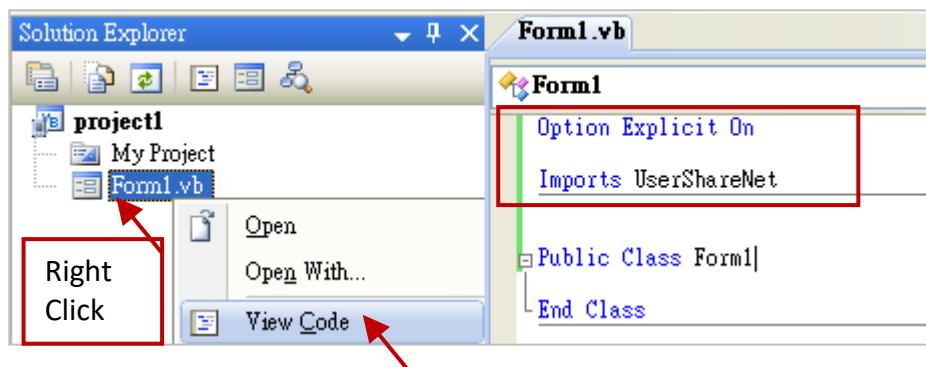 Solution Explorer
project1
My Project
Form1.vb
Open
Open With...
View Code
Right
Click
Form1.vb
Form1
Option Explicit On
Imports UserShareNet
Public Class Form1
End Class